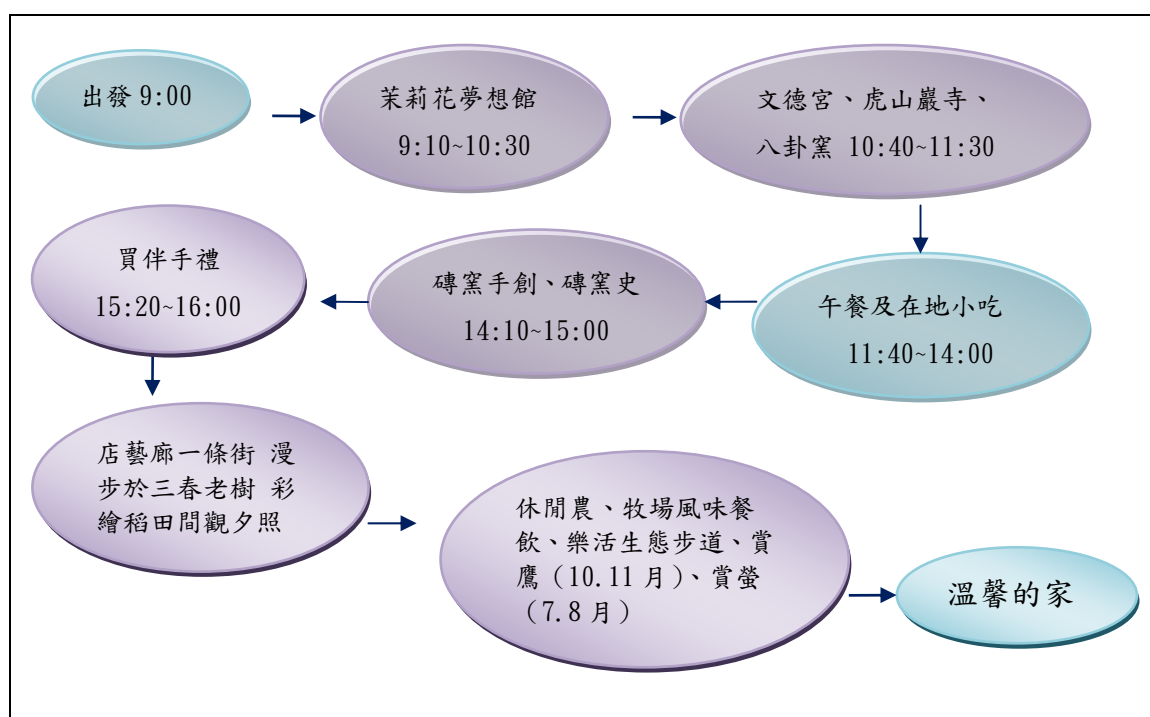 出發 9:00
茉莉花夢想館
9:10~10:30
文德宮、虎山巖寺、
八卦窯 10:40~11:30
午餐及在地小吃
11:40~14:00
磚窯手創、磚窯史
14:10~15:00
買伴手禮
15:20~16:00
店藝廊一條街 漫
步於三春老樹 彩
繪稻田間觀夕照
休閒農、牧場風味餐
飲、樂活生態步道、賞
鷹（10.11 月）、賞螢
（7.8 月）
溫馨的家